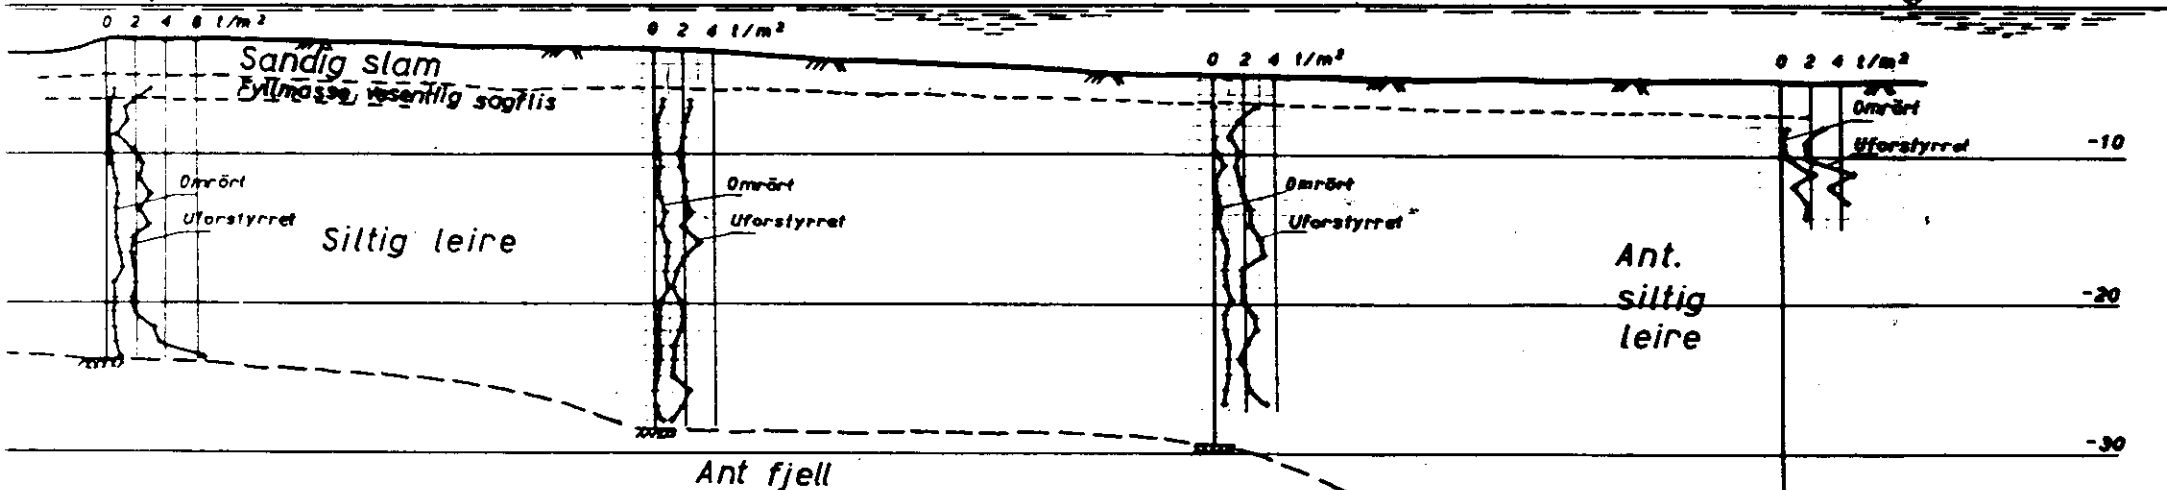 0 2 4 6 t/m²
0 2 4 t/m²
0 2 4 t/m²
0 2 4 t/m²
Sandig slam
Fyllmasse, vesentlig sagflis
Omrört
Uforstyrret
-10
Omrört
Uforstyrret
Omrört
Uforstyrret
Omrört
Uforstyrret
Siltig leire
Ant.
siltig
leire
-20
-30
Ant fjell